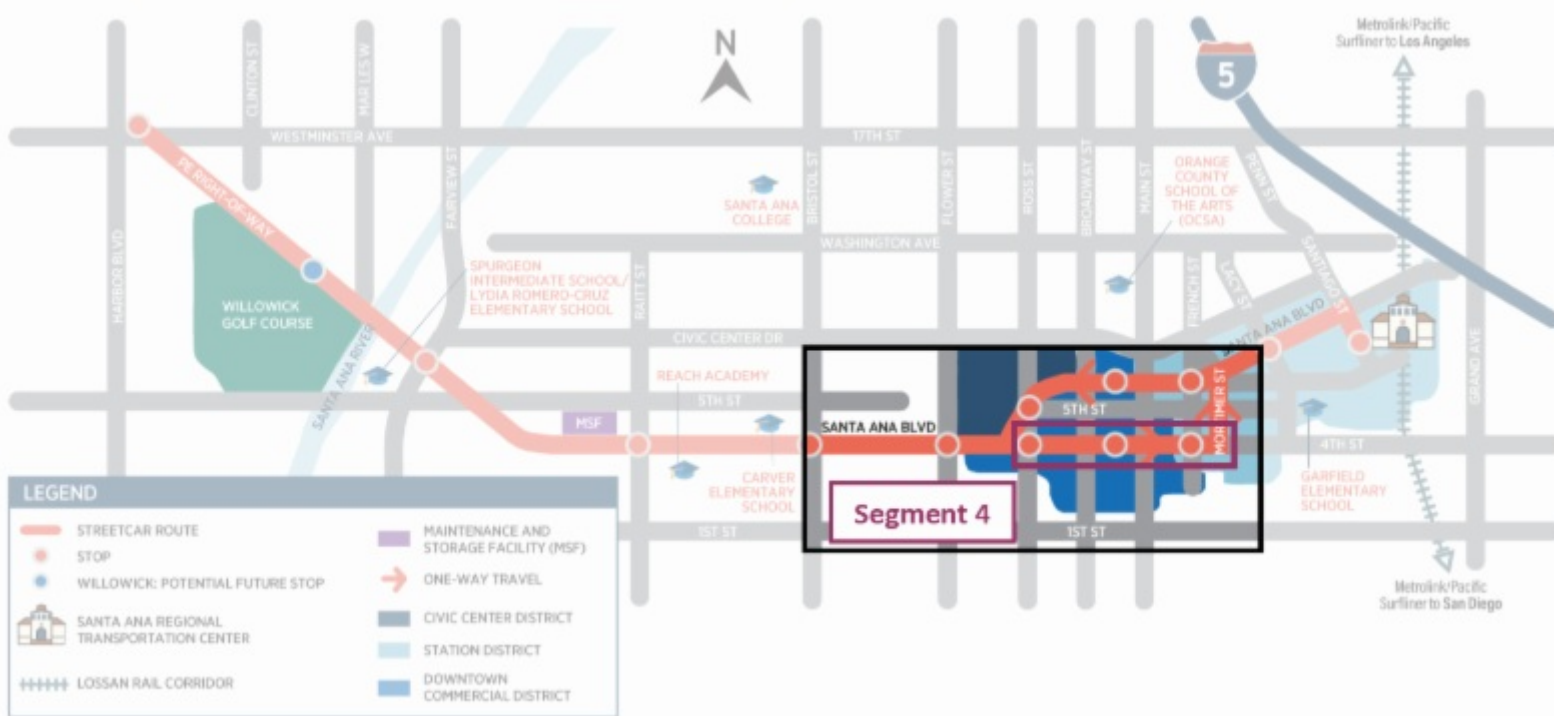 Metrolink/Pacific
Surfliner to Los Angeles
N
5
CLINTON ST
MAR LES W
FAIRVIEW ST
WESTMINSTER AVE
17TH ST
PE RIGHT-OF-WAY
HARBOR BLVD
BRISTOL ST
FLOWER ST
ROSS ST
BROADWAY ST
MAIN ST
PENN ST
ORANGE
COUNTY
SCHOOL OF
THE ARTS
(OCSA)
SANTA ANA
COLLEGE
WASHINGTON AVE
SANTIAGO ST
LACY ST
FRENCH ST
SPURGEON
INTERMEDIATE SCHOOL/
LYDIA ROMERO-CRUZ
ELEMENTARY SCHOOL
RAITT ST
WILLOWICK
GOLF COURSE
SANTA ANA RIVER
CIVIC CENTER DR
SANTA ANA BLVD
GRAND AVE
REACH ACADEMY
5TH ST
5TH ST
MORTIMER ST
MSF
SANTA ANA BLVD
4TH ST
CARVER
ELEMENTARY
SCHOOL
GARFIELD
ELEMENTARY
SCHOOL
Segment 4
1ST ST
1ST ST
Metrolink/Pacific
Surfliner to San Diego
LEGEND
STREETCAR ROUTE
STOP
WILLOWICK: POTENTIAL FUTURE STOP
SANTA ANA REGIONAL
TRANSPORTATION CENTER
LOSSAN RAIL CORRIDOR
MAINTENANCE AND
STORAGE FACILITY (MSF)
ONE-WAY TRAVEL
CIVIC CENTER DISTRICT
STATION DISTRICT
DOWNTOWN
COMMERCIAL DISTRICT